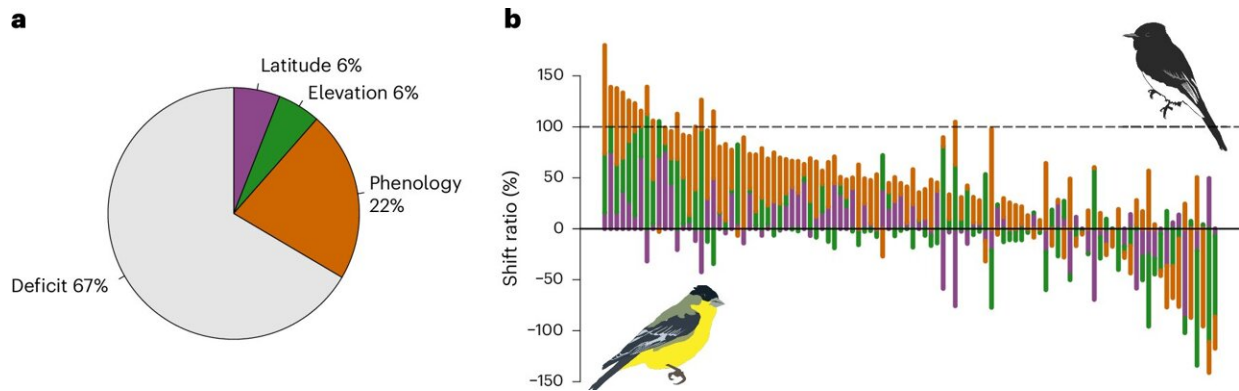 a
Latitude 6%
Elevation 6%
Phenology
22%
Deficit 67%
b
Shift ratio (%)
150
100
50
0
−50
−100
−150